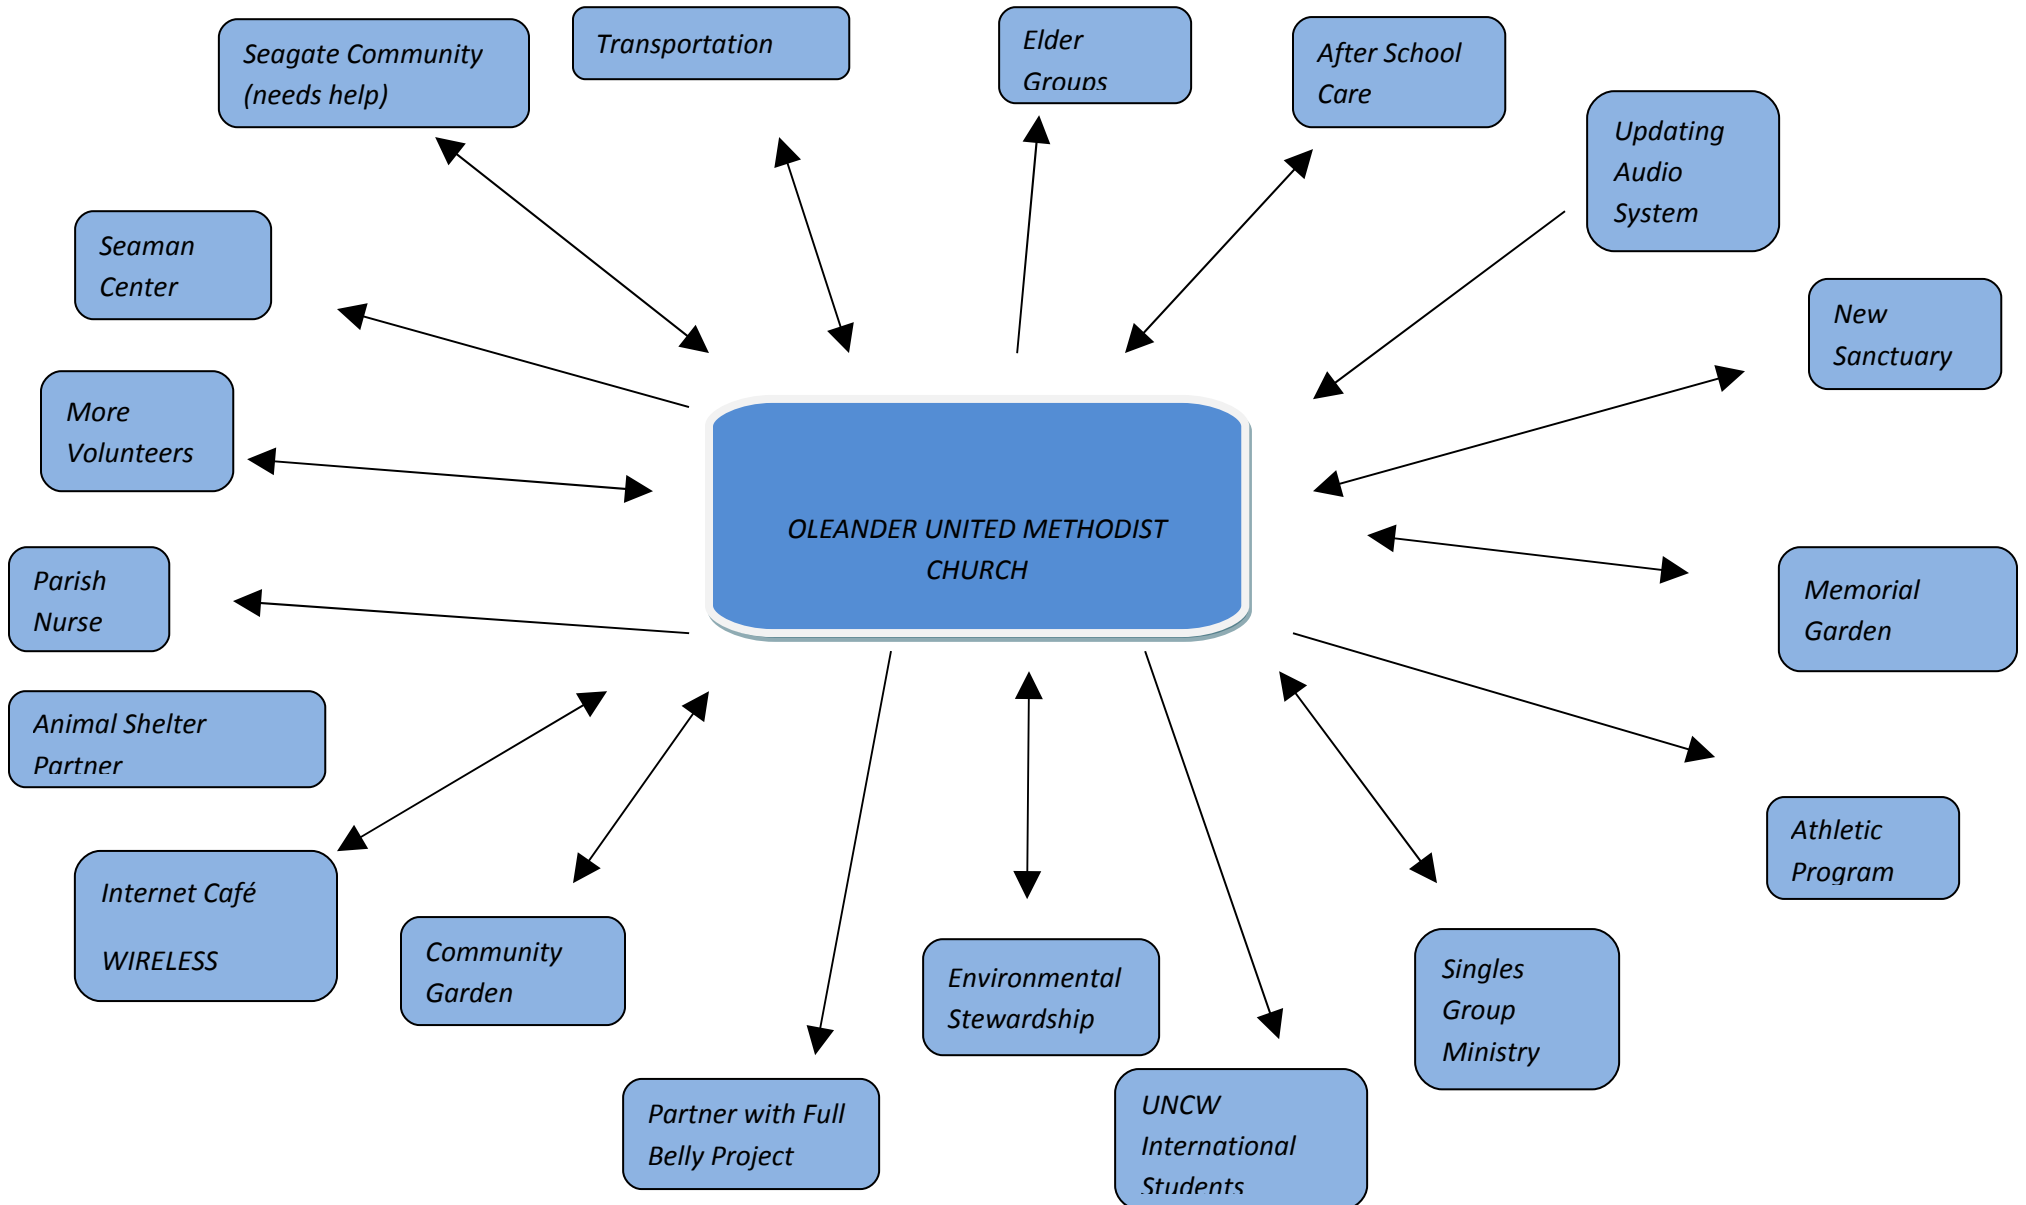 Seagate Community
(needs help)
Transportation
Elder
Groups
After School
Care
Updating
Audio
System
Seaman
Center
New
Sanctuary
More
Volunteers
OLEANDER UNITED METHODIST
CHURCH
Parish
Nurse
Memorial
Garden
Animal Shelter
Partner
Athletic
Program
Internet Café
WIRELESS
Community
Garden
Environmental
Stewardship
Singles
Group
Ministry
Partner with Full
Belly Project
UNCW
International
Students